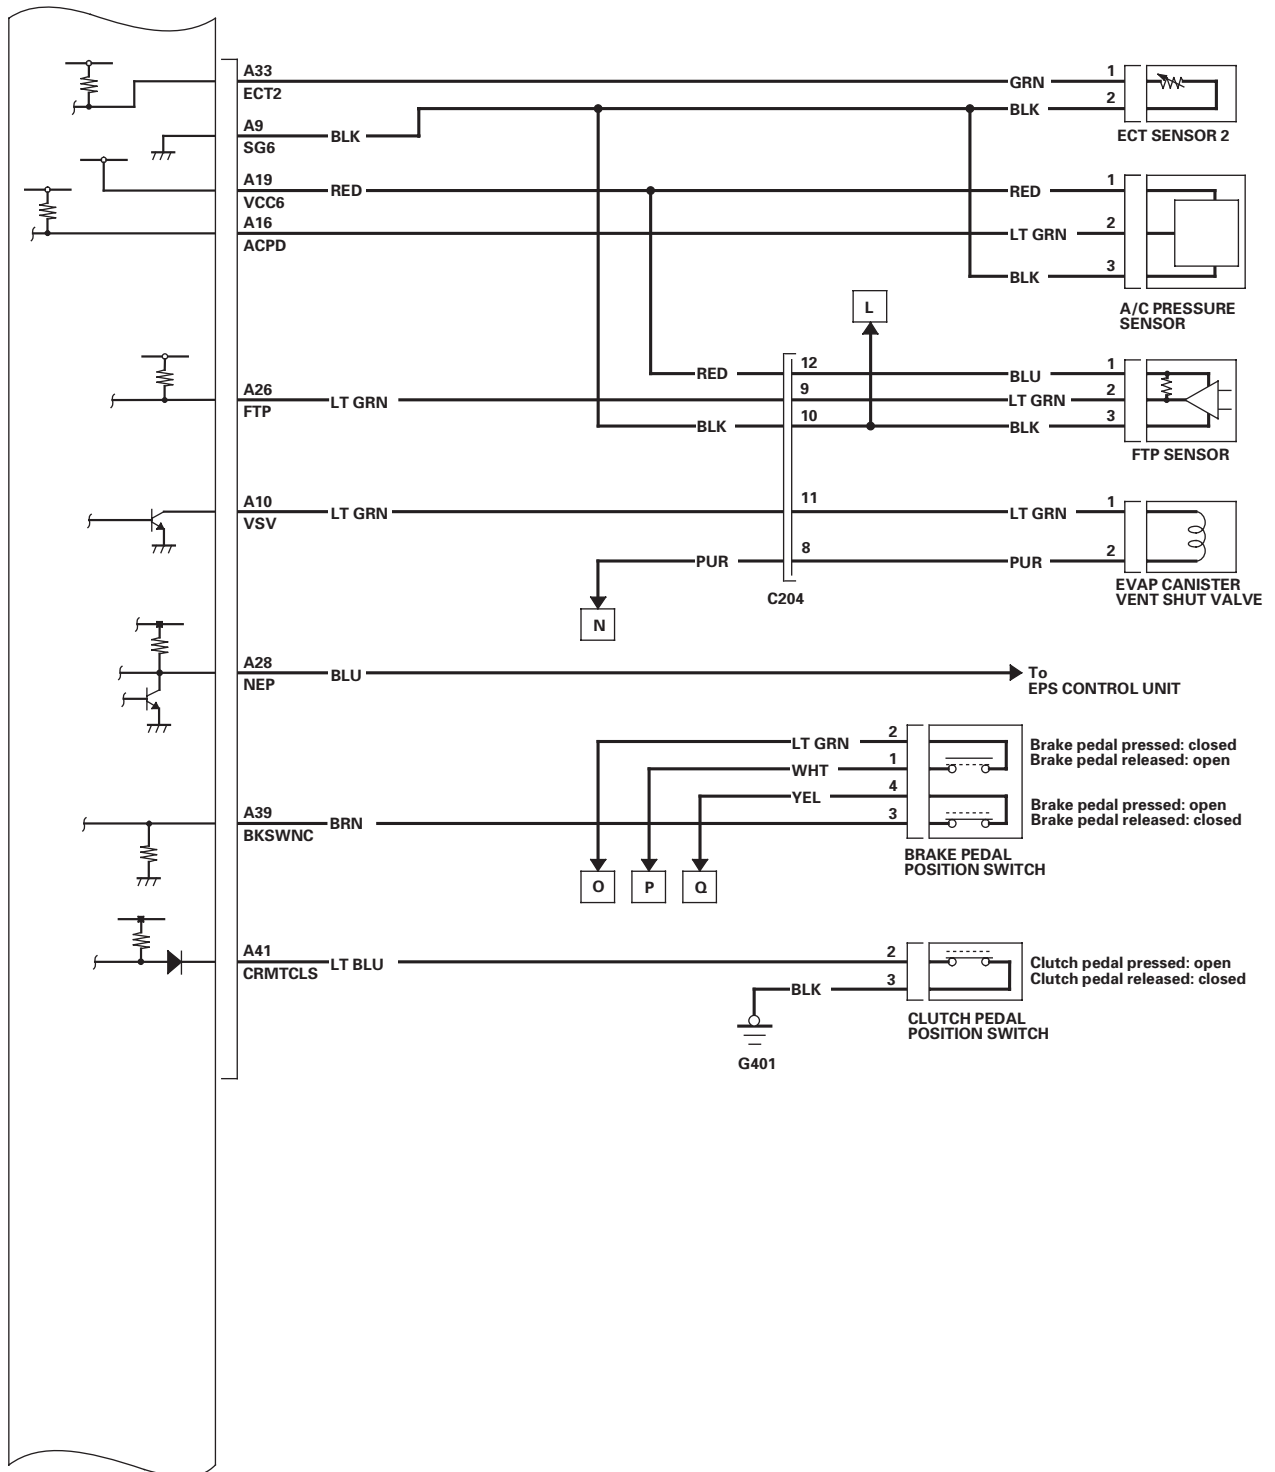 A33
ECT2
GRN
1
BLK
2
ECT SENSOR 2
A9
SG6
BLK
A19
VCC6
RED
RED
1
A16
ACPD
LT GRN
2
BLK
3
A/C PRESSURE
SENSOR
L
RED
12
BLU
1
A26
FTP
LT GRN
9
LT GRN
2
BLK
10
BLK
3
FTP SENSOR
A10
VSV
LT GRN
11
LT GRN
1
PUR
8
PUR
2
EVAP CANISTER
VENT SHUT VALVE
C204
N
A28
NEP
BLU
To
EPS CONTROL UNIT
LT GRN
2
WHT
1
YEL
4
Brake pedal pressed: closed
Brake pedal released: open
Brake pedal pressed: open
Brake pedal released: closed
A39
BKSWNC
BRN
3
BRAKE PEDAL
POSITION SWITCH
O
P
Q
A41
CRMTCLS
LT BLU
2
BLK
3
Clutch pedal pressed: open
Clutch pedal released: closed
CLUTCH PEDAL
POSITION SWITCH
G401